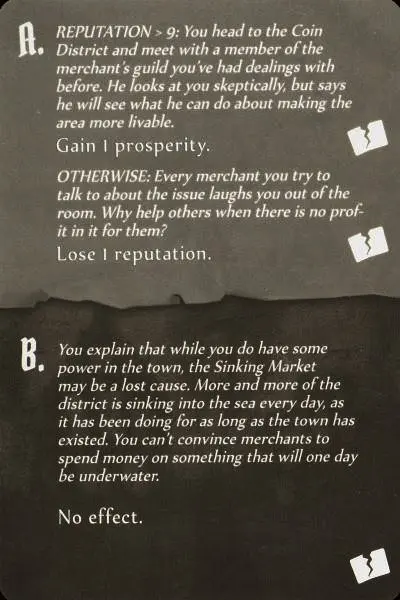 A.
REPUTATION > 9: You head to the Coin
District and meet with a member of the
merchant's guild you've had dealings with
before. He looks at you skeptically, but says
he will see what he can do about making the
area more livable.
Gain 1 prosperity.
OTHERWISE: Every merchant you try to
talk to about the issue laughs you out of the
room. Why help others when there is no prof-
it in it for them?
Lose 1 reputation.
B.
You explain that while you do have some
power in the town, the Sinking Market
may be a lost cause. More and more of the
district is sinking into the sea every day, as
it has been doing for as long as the town has
existed. You can't convince merchants to
spend money on something that will one day
be underwater.
No effect.